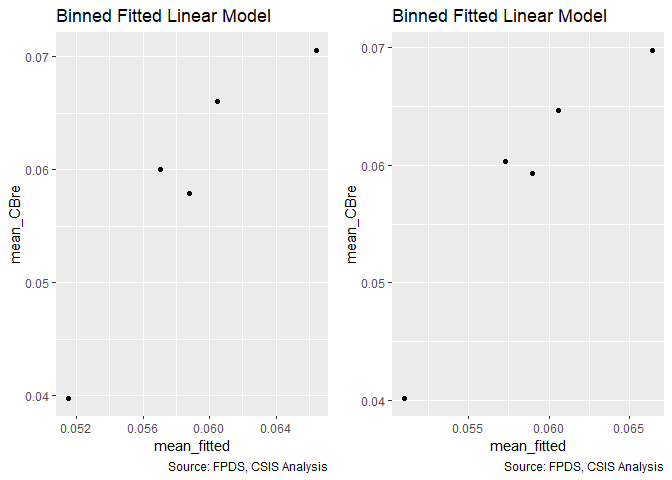 Binned Fitted Linear Model
0.07
0.06
0.05
0.04
mean_CBre
0.052 0.056 0.060 0.064
mean_fitted
Source: FPDS, CSIS Analysis
Binned Fitted Linear Model
0.07
0.06
0.05
0.04
mean_CBre
0.055 0.060 0.065
mean_fitted
Source: FPDS, CSIS Analysis